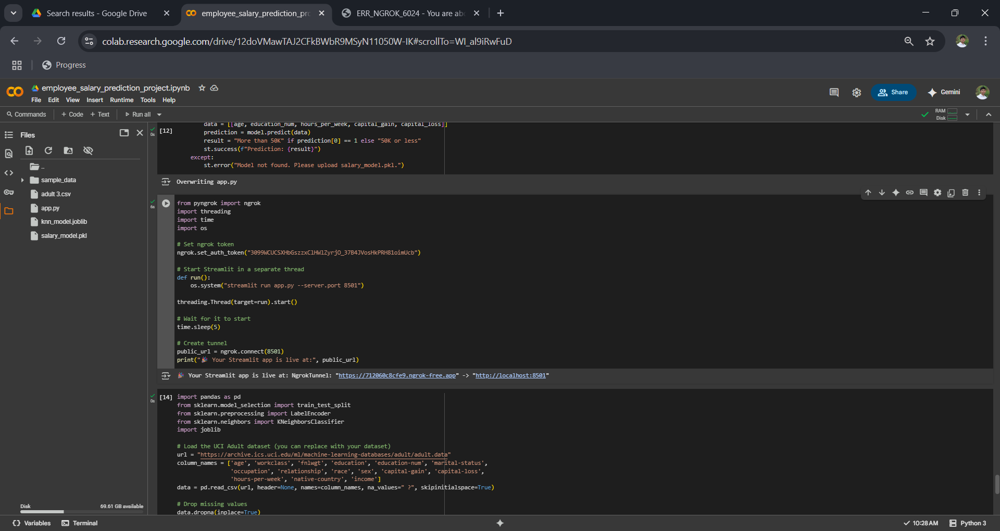 Search results - Google Drive
employee_salary_prediction_pro
ERR_NGROK_6024 - You are ab
colab.research.google.com/drive/12doVMawTAJ2CFkBWbR9MSyN11050W-IK#scrollTo=WI_al9iRwFuD
Progress
employee_salary_prediction_project.ipynb
File Edit View Insert Runtime Tools Help
Share
Gemini
Commands + Code + Text Run all
RAM
Disk
Files
..
sample_data
adult 3.csv
app.py
knn_model.joblib
salary_model.pkl
Disk 69.61 GB available
0s
[12]
data = [[age, education_num, hours_per_week, capital_gain, capital_loss]]
prediction = model.predict(data)
result = "More than 50K" if prediction[0] == 1 else "50K or less"
st.success(f"Prediction: {result}")
except:
st.error("Model not found. Please upload salary_model.pkl.")
Overwriting app.py
6s
from pyngrok import ngrok
import threading
import time
import os
# Set ngrok token
ngrok.set_auth_token("3099WCUCSXHbGszzxClHWlZyrjO_37B4JVosHkPRH81oimUcb")
# Start Streamlit in a separate thread
def run():
os.system("streamlit run app.py --server.port 8501")
threading.Thread(target=run).start()
# Wait for it to start
time.sleep(5)
# Create tunnel
public_url = ngrok.connect(8501)
print("🎉 Your Streamlit app is live at:", public_url)
🎉 Your Streamlit app is live at: NgrokTunnel: "https://712060c8cfe9.ngrok-free.app" -> "http://localhost:8501"
0s
[14]
import pandas as pd
from sklearn.model_selection import train_test_split
from sklearn.preprocessing import LabelEncoder
from sklearn.neighbors import KNeighborsClassifier
import joblib
# Load the UCI Adult dataset (you can replace with your dataset)
url = "https://archive.ics.uci.edu/ml/machine-learning-databases/adult/adult.data"
column_names = ['age', 'workclass', 'fnlwgt', 'education', 'education-num', 'marital-status',
'occupation', 'relationship', 'race', 'sex', 'capital-gain', 'capital-loss',
'hours-per-week', 'native-country', 'income']
data = pd.read_csv(url, header=None, names=column_names, na_values=" ?", skipinitialspace=True)
# Drop missing values
data.dropna(inplace=True)
Variables
Terminal
10:28 AM
Python 3